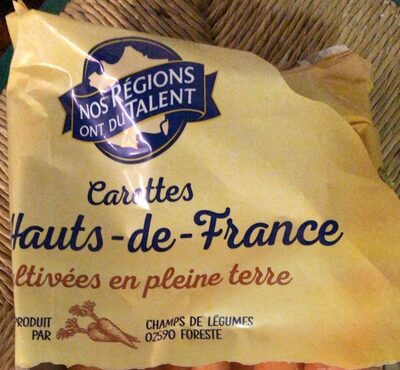 NOS RÉGIONS
ONT DU TALENT
Carottes
Hauts-de-France
ltivées en pleine terre
PRODUIT
PAR
CHAMPS DE LÉGUMES
02590 FORESTE